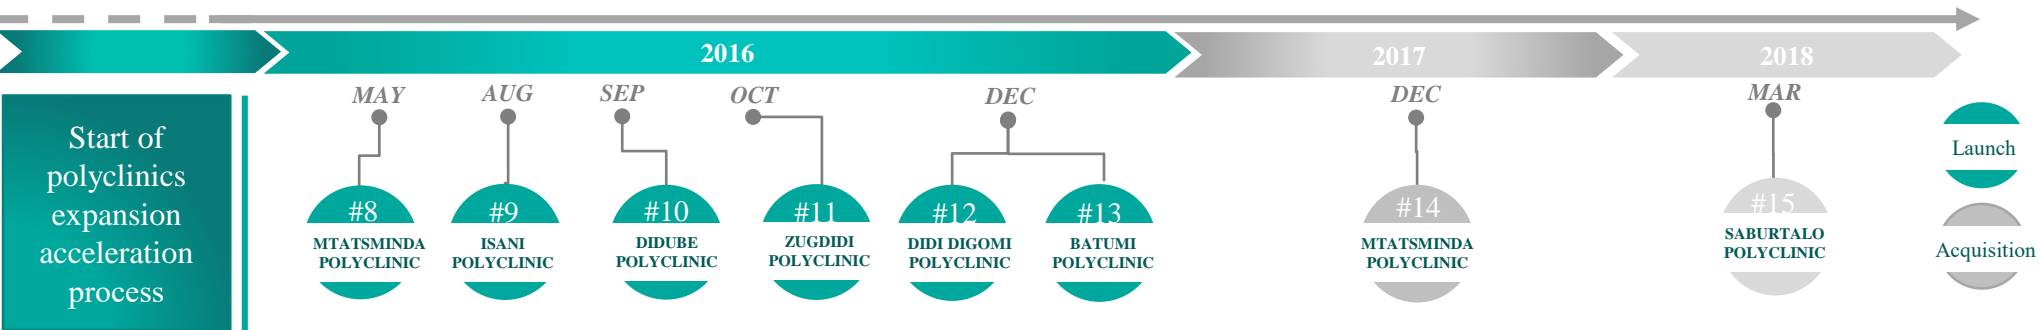 2016
2017
2018
MAY
AUG
SEP
OCT
DEC
DEC
MAR
Start of
polyclinics
expansion
acceleration
process
#8
MTATSMINDA
POLYCLINIC
#9
ISANI
POLYCLINIC
#10
DIDUBE
POLYCLINIC
#11
ZUGDIDI
POLYCLINIC
#12
DIDI DIGOMI
POLYCLINIC
#13
BATUMI
POLYCLINIC
#14
MTATSMINDA
POLYCLINIC
#15
SABURTALO
POLYCLINIC
Launch
Acquisition